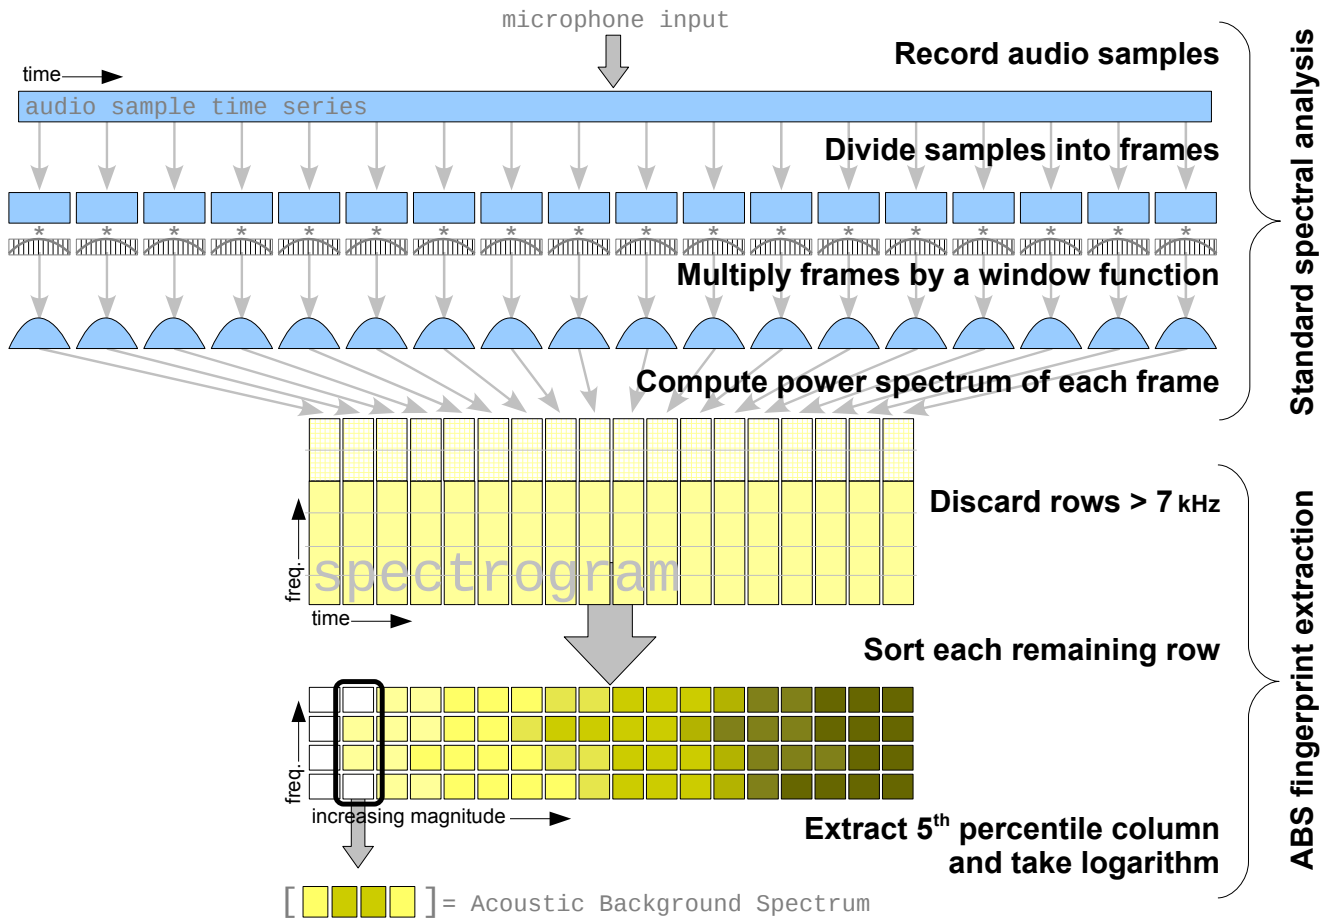 microphone input
Record audio samples
time
audio sample time series
Divide samples into frames
* * * * * * * * * * * * * * * * * *
Multiply frames by a window function
Compute power spectrum of each frame
Standard spectral analysis
Discard rows > 7 kHz
freq.
spectrogram
time
Sort each remaining row
freq.
increasing magnitude
Extract 5th percentile column
and take logarithm
ABS fingerprint extraction
[ ]= Acoustic Background Spectrum